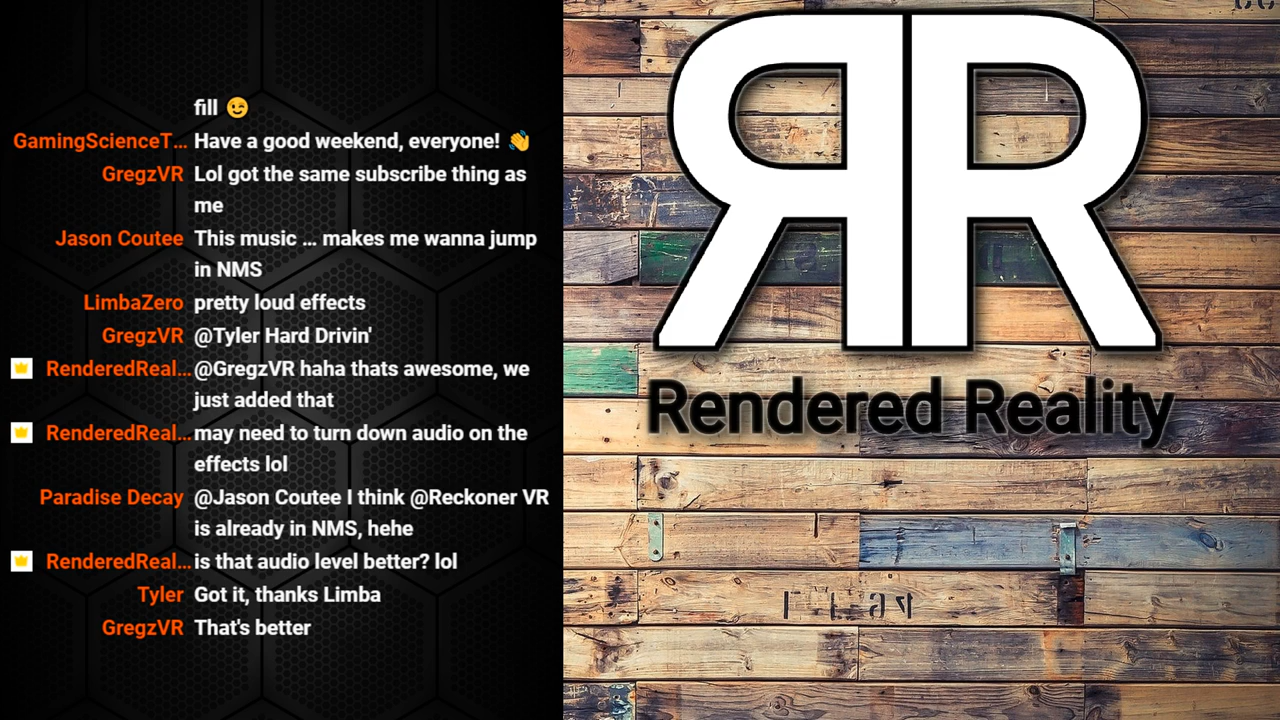 fill 😉
GamingScienceT… Have a good weekend, everyone! 👋
GregzVR Lol got the same subscribe thing as
me
Jason Coutee This music … makes me wanna jump
in NMS
LimbaZero pretty loud effects
GregzVR @Tyler Hard Drivin'
RenderedReal… @GregzVR haha thats awesome, we
just added that
RenderedReal… may need to turn down audio on the
effects lol
Paradise Decay @Jason Coutee I think @Reckoner VR
is already in NMS, hehe
RenderedReal… is that audio level better? lol
Tyler Got it, thanks Limba
GregzVR That's better
RR
Rendered Reality